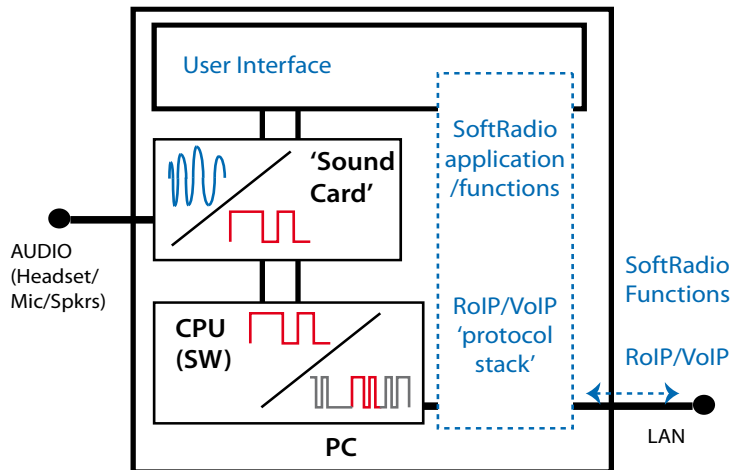 User Interface
SoftRadio
application
/functions
‘Sound
Card’
AUDIO
(Headset/
Mic/Spkrs)
CPU
(SW)
RoIP/VoIP
‘protocol
stack’
SoftRadio
Functions
RoIP/VoIP
LAN
PC